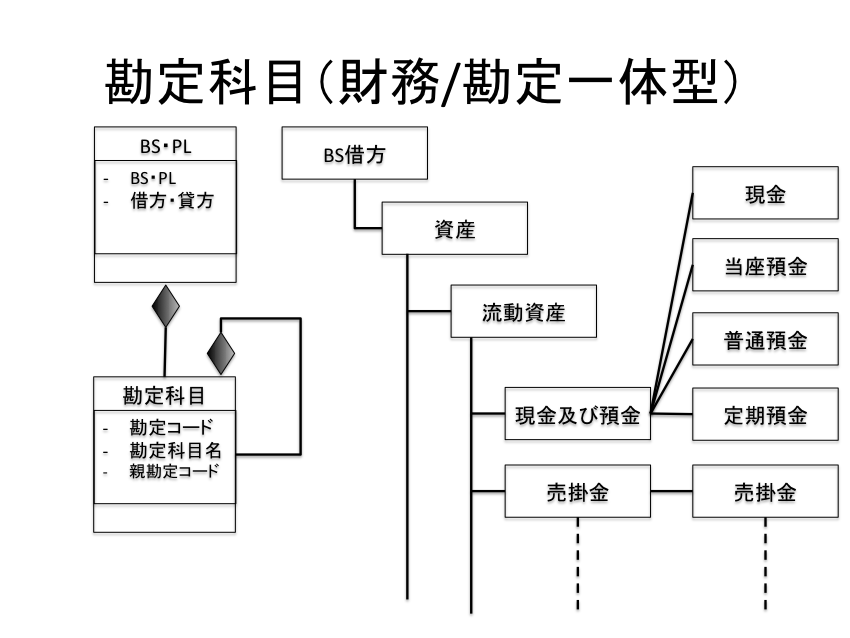 勘定科目（財務/勘定一体型）
BS・PL
- BS・PL
- 借方・貸方
勘定科目
- 勘定コード
- 勘定科目名
- 親勘定コード
BS借方
資産
流動資産
現金及び預金
売掛金
現金
当座預金
普通預金
定期預金
売掛金